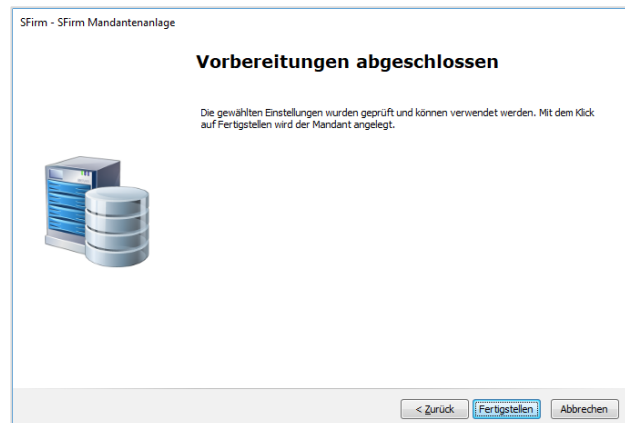 SFirm - SFirm Mandantenanlage
Vorbereitungen abgeschlossen
Die gewählten Einstellungen wurden geprüft und können verwendet werden. Mit dem Klick
auf Fertigstellen wird der Mandant angelegt.
< Zurück Fertigstellen Abbrechen